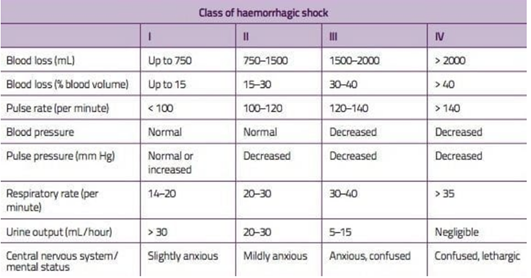 Class of haemorrhagic shock
I II III IV
Blood loss (mL) Up to 750 750–1500 1500–2000 > 2000
Blood loss (% blood volume) Up to 15 15–30 30–40 > 40
Pulse rate (per minute) < 100 100–120 120–140 > 140
Blood pressure Normal Normal Decreased Decreased
Pulse pressure (mm Hg) Normal or increased Decreased Decreased Decreased
Respiratory rate (per minute) 14–20 20–30 30–40 > 35
Urine output (mL/hour) > 30 20–30 5–15 Negligible
Central nervous system/ mental status Slightly anxious Mildly anxious Anxious, confused Confused, lethargic